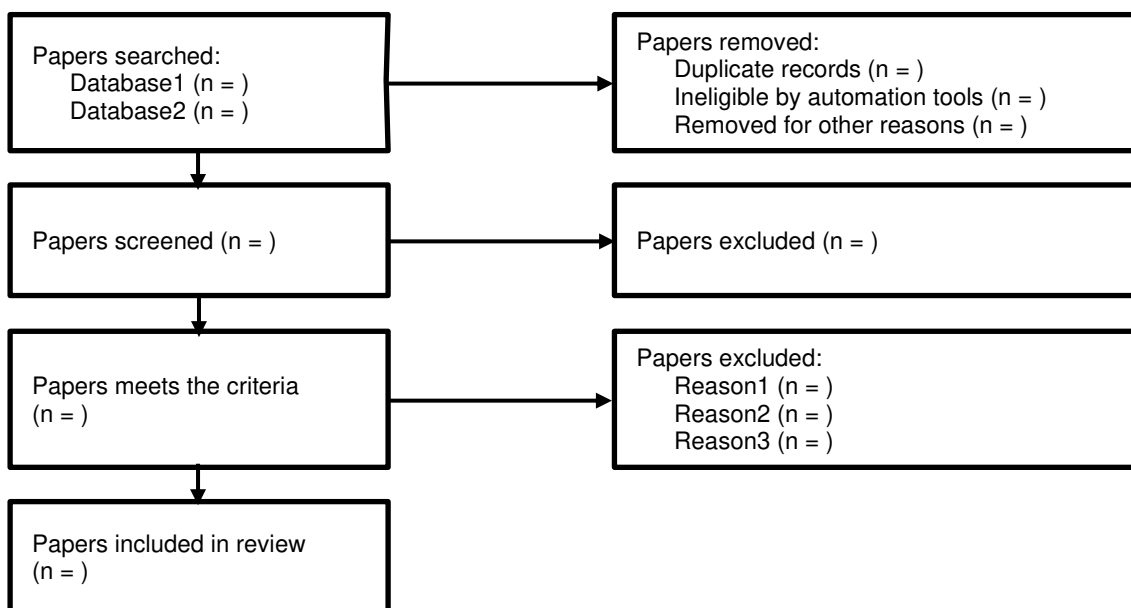 Papers searched:
Database1 (n = )
Database2 (n = )
Papers removed:
Duplicate records (n = )
Ineligible by automation tools (n = )
Removed for other reasons (n = )
Papers screened (n = )
Papers excluded (n = )
Papers meets the criteria
(n = )
Papers excluded:
Reason1 (n = )
Reason2 (n = )
Reason3 (n = )
Papers included in review
(n = )